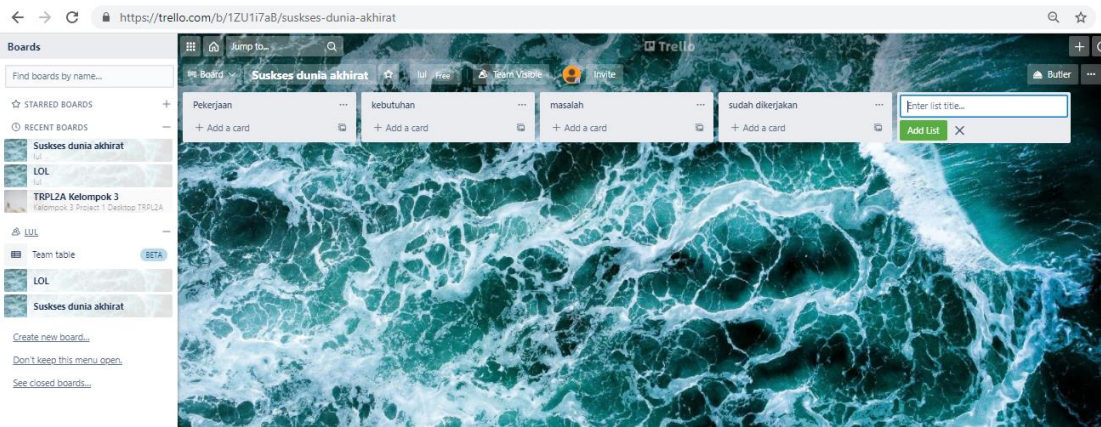 https://trello.com/b/1ZU1i7aB/suskses-dunia-akhirat
Boards
Jump to...
Trello
Find boards by name...
Board
Suskses dunia akhirat
lul
Free
Team Visible
Invite
Butler
STARRED BOARDS
RECENT BOARDS
Suskses dunia akhirat
lul
LOL
lul
TRPL2A Kelompok 3
Kelompok 3 Project 1 Desktop TRPL2A
LUL
Team table
BETA
LOL
Suskses dunia akhirat
Create new board...
Don't keep this menu open.
See closed boards...
Pekerjaan
+ Add a card
kebutuhan
+ Add a card
masalah
+ Add a card
sudah dikerjakan
+ Add a card
Enter list title...
Add List